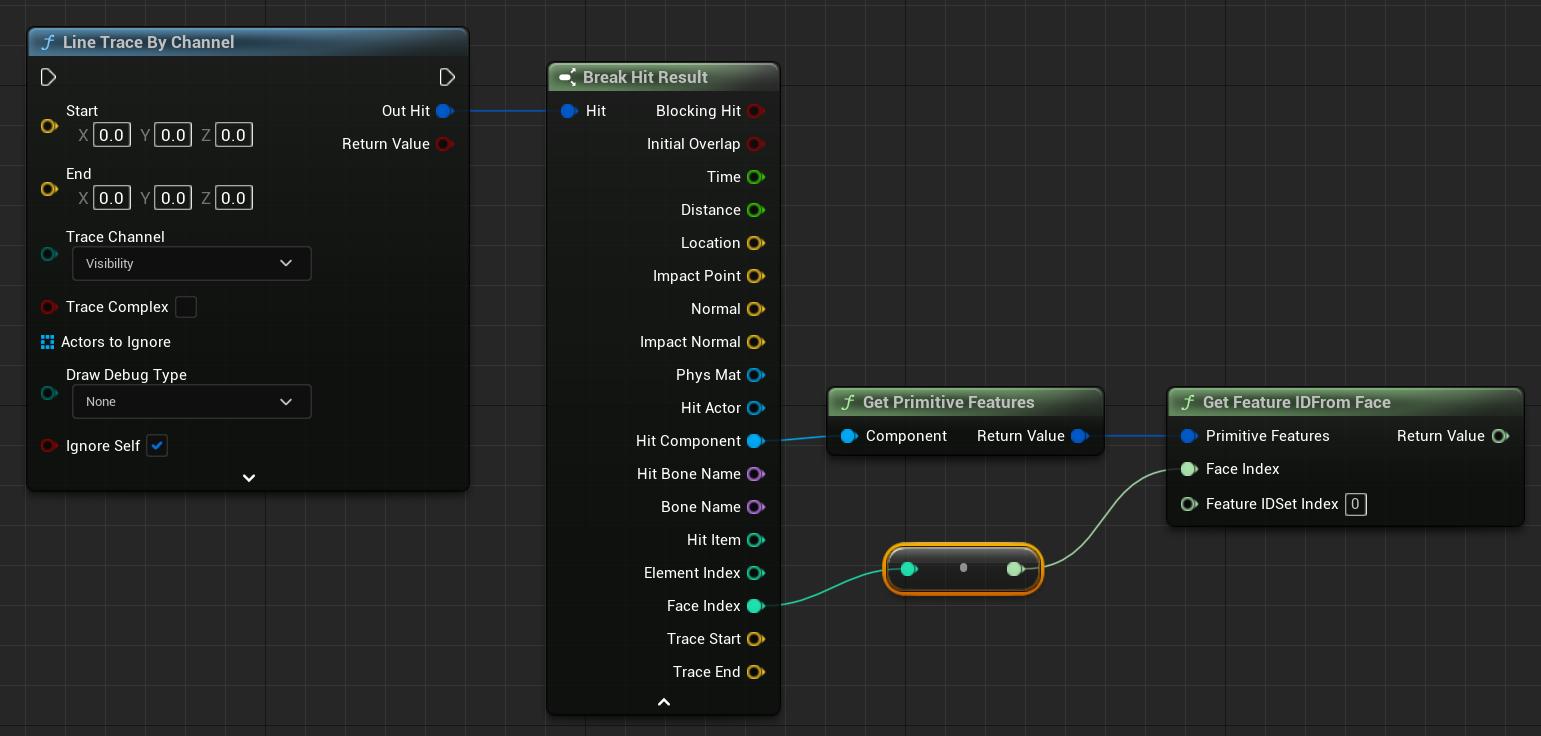 f Line Trace By Channel
Start
X 0.0 Y 0.0 Z 0.0
End
X 0.0 Y 0.0 Z 0.0
Trace Channel
Visibility
Trace Complex
Actors to Ignore
Draw Debug Type
None
Ignore Self
Out Hit
Return Value
Break Hit Result
Hit
Blocking Hit
Initial Overlap
Time
Distance
Location
Impact Point
Normal
Impact Normal
Phys Mat
Hit Actor
Hit Component
Hit Bone Name
Bone Name
Hit Item
Element Index
Face Index
Trace Start
Trace End
f Get Primitive Features
Component Return Value
f Get Feature IDFrom Face
Primitive Features Return Value
Face Index
Feature IDSet Index 0